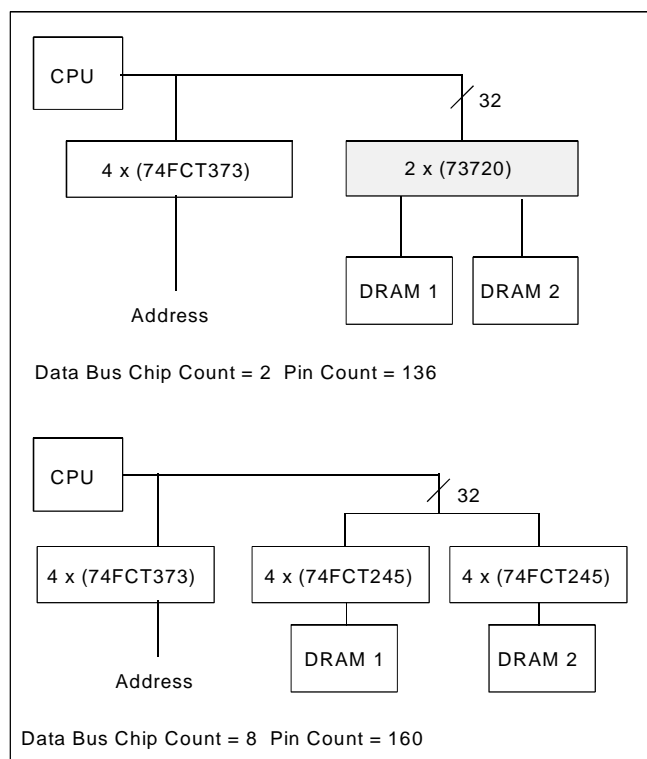 CPU
32
4 x (74FCT373)
2 x (73720)
DRAM 1
DRAM 2
Address
Data Bus Chip Count = 2 Pin Count = 136
CPU
32
4 x (74FCT373)
4 x (74FCT245)
4 x (74FCT245)
DRAM 1
DRAM 2
Address
Data Bus Chip Count = 8 Pin Count = 160